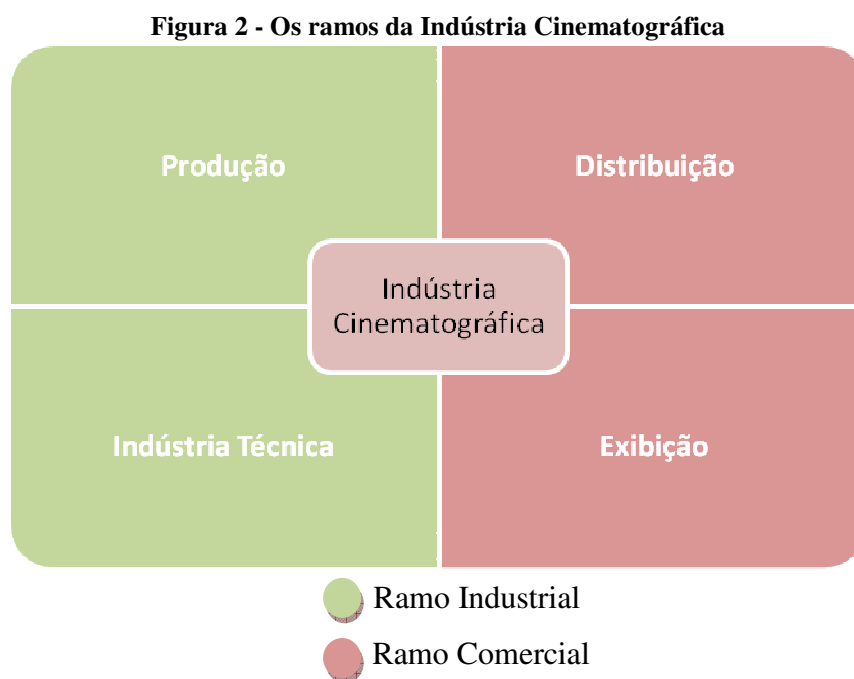 Figura 2 - Os ramos da Indústria Cinematográfica
Produção
Distribuição
Indústria
Cinematográfica
Indústria Técnica
Exibição
Ramo Industrial
Ramo Comercial